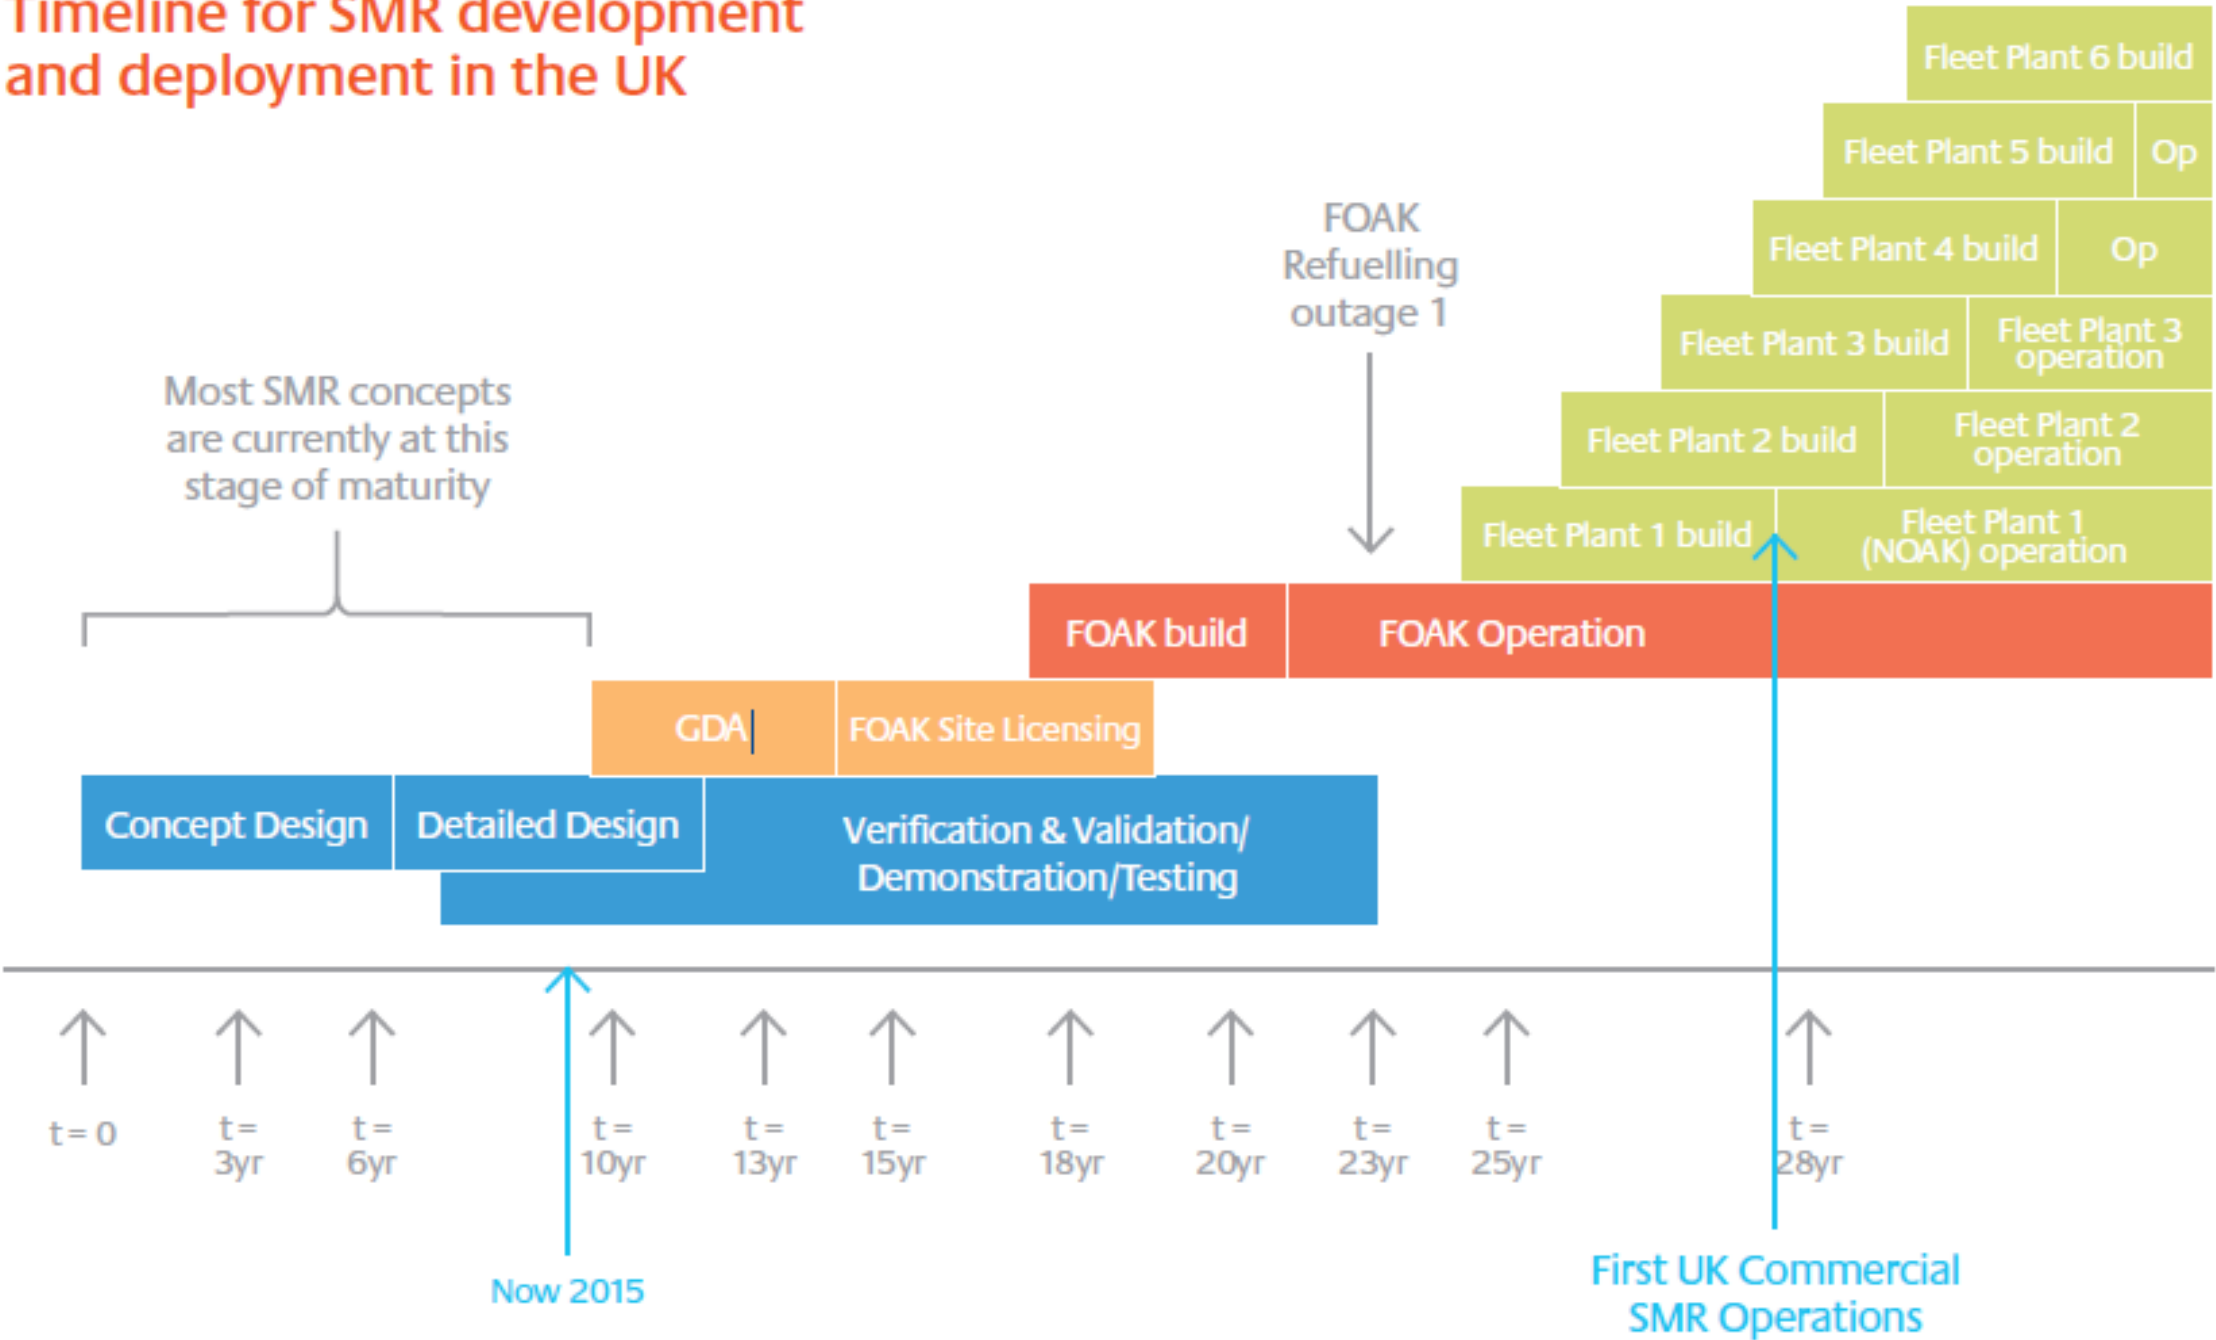 Timeline for SMR development
and deployment in the UK
Fleet Plant 6 build
Fleet Plant 5 build
Op
Fleet Plant 4 build
Op
Fleet Plant 3 build
Fleet Plant 3
operation
Fleet Plant 2 build
Fleet Plant 2
operation
Fleet Plant 1 build
Fleet Plant 1
(NOAK) operation
FOAK
Refuelling
outage 1
Most SMR concepts
are currently at this
stage of maturity
FOAK build
FOAK Operation
GDA
FOAK Site Licensing
Concept Design
Detailed Design
Verification & Validation/
Demonstration/Testing
t = 0
t =
3yr
t =
6yr
t =
10yr
t =
13yr
t =
15yr
t =
18yr
t =
20yr
t =
23yr
t =
25yr
t =
28yr
Now 2015
First UK Commercial
SMR Operations